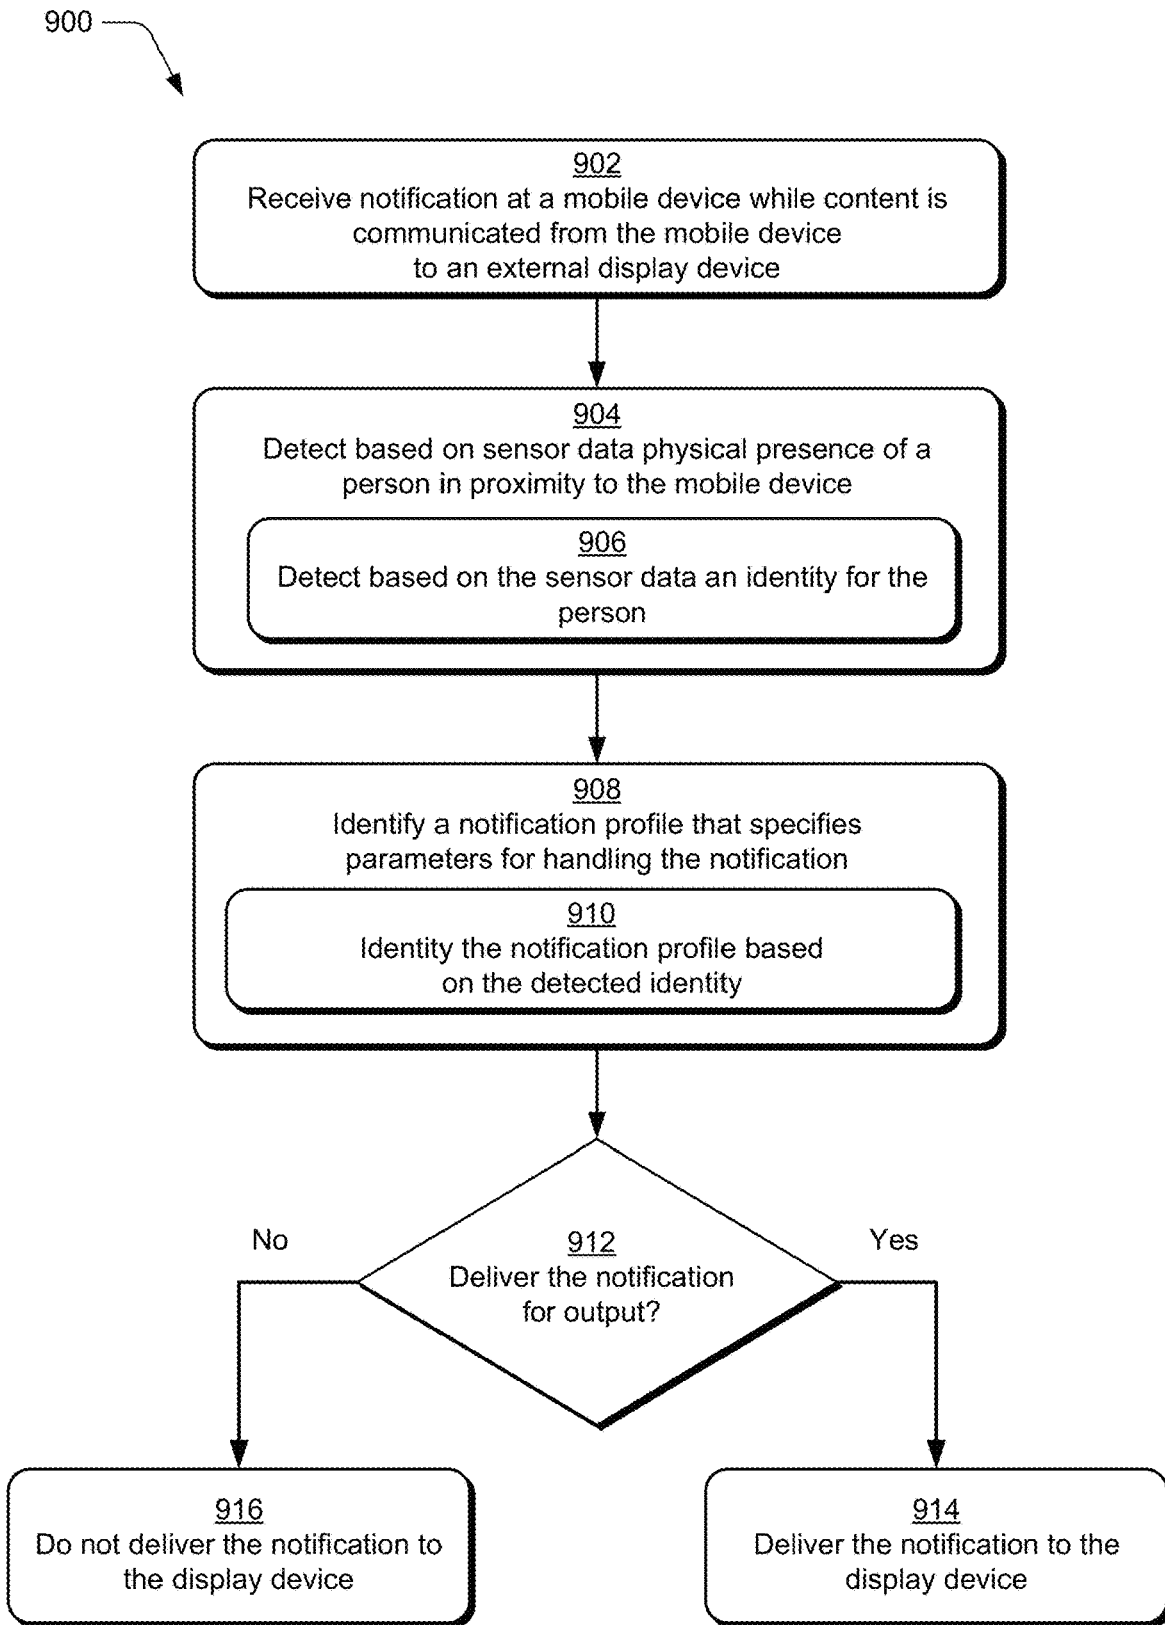 900
902
Receive notification at a mobile device while content is
communicated from the mobile device
to an external display device
904
Detect based on sensor data physical presence of a
person in proximity to the mobile device
906
Detect based on the sensor data an identity for the
person
908
Identify a notification profile that specifies
parameters for handling the notification
910
Identity the notification profile based
on the detected identity
No
912
Deliver the notification
for output?
Yes
916
Do not deliver the notification to
the display device
914
Deliver the notification to the
display device